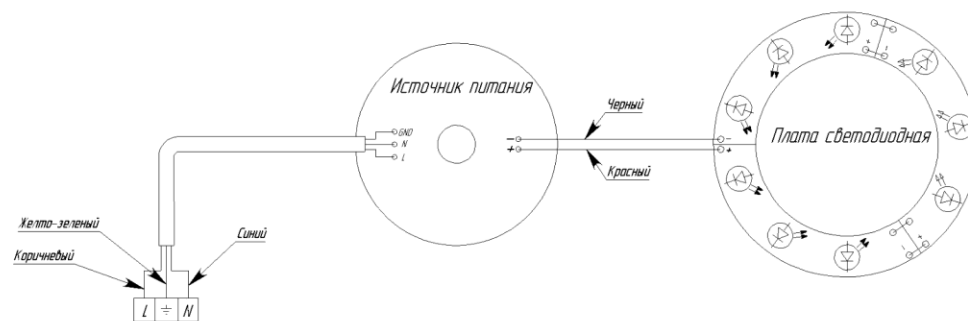 Источник питания
GND
N
L
−
+
Черный
Красный
−
+
Плата светодиодная
+
−
−
+
Желто-зеленый
Коричневый
Синий
L
N